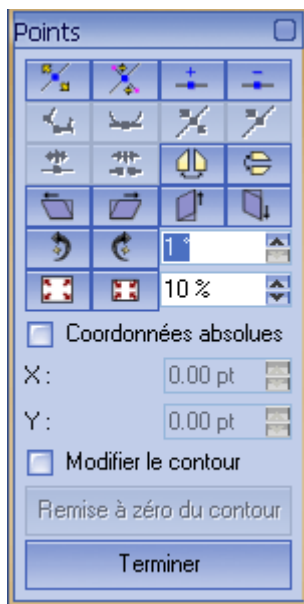 Points
1 °
10 %
Coordonnées absolues
X :
0.00 pt
Y :
0.00 pt
Modifier le contour
Remise à zéro du contour
Terminer